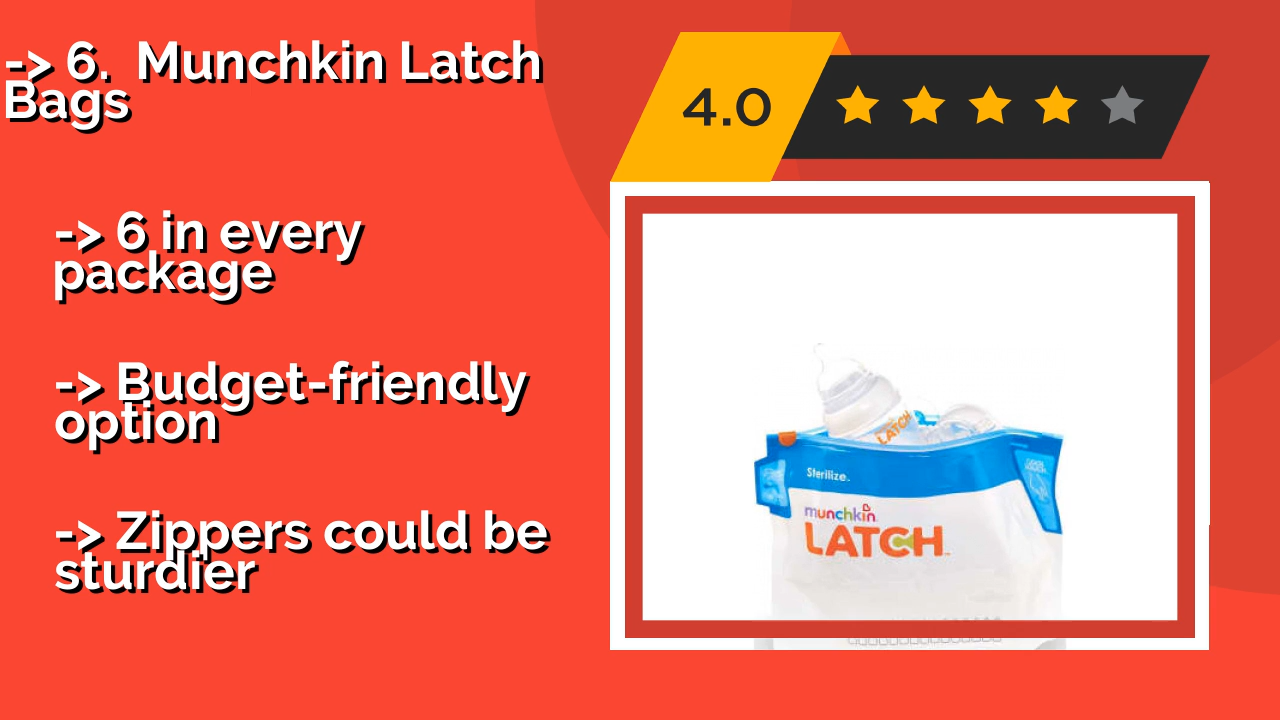 -> 6.  Munchkin Latch
Bags
4.0
-> 6 in every
package
-> Budget-friendly
option
-> Zippers could be
sturdier
LATCH
Sterilize.
munchkin
LATCH